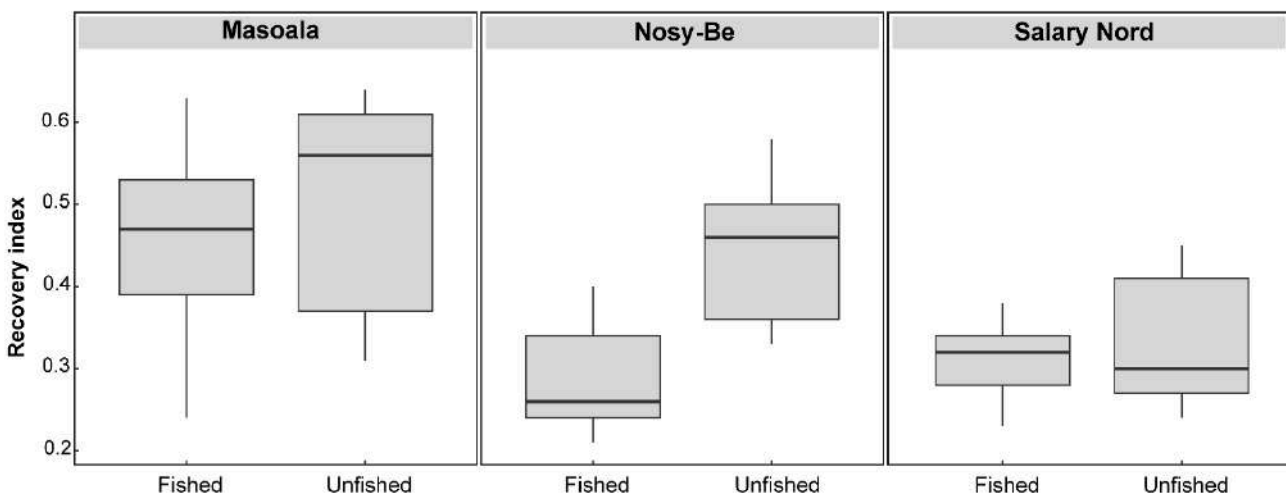 Masoala Nosy-Be Salary Nord
Recovery index
0.6
0.5
0.4
0.3
0.2
Fished Unfished Fished Unfished Fished Unfished